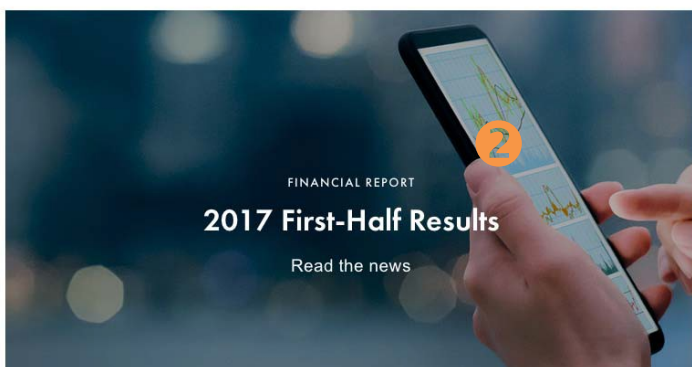 2
FINANCIAL REPORT
2017 First-Half Results
Read the news